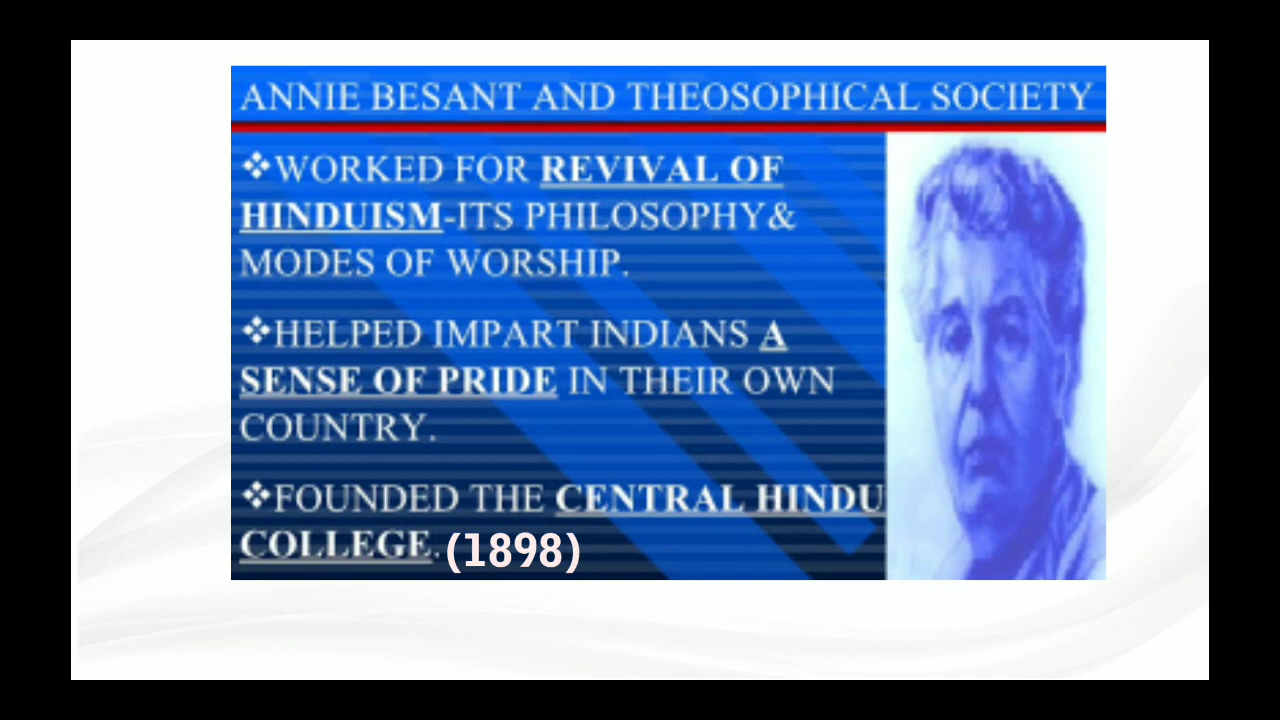 ANNIE BESANT AND THEOSOPHICAL SOCIETY
❖WORKED FOR REVIVAL OF
HINDUISM-ITS PHILOSOPHY&
MODES OF WORSHIP.
❖HELPED IMPART INDIANS A
SENSE OF PRIDE IN THEIR OWN
COUNTRY.
❖FOUNDED THE CENTRAL HINDU
COLLEGE. (1898)